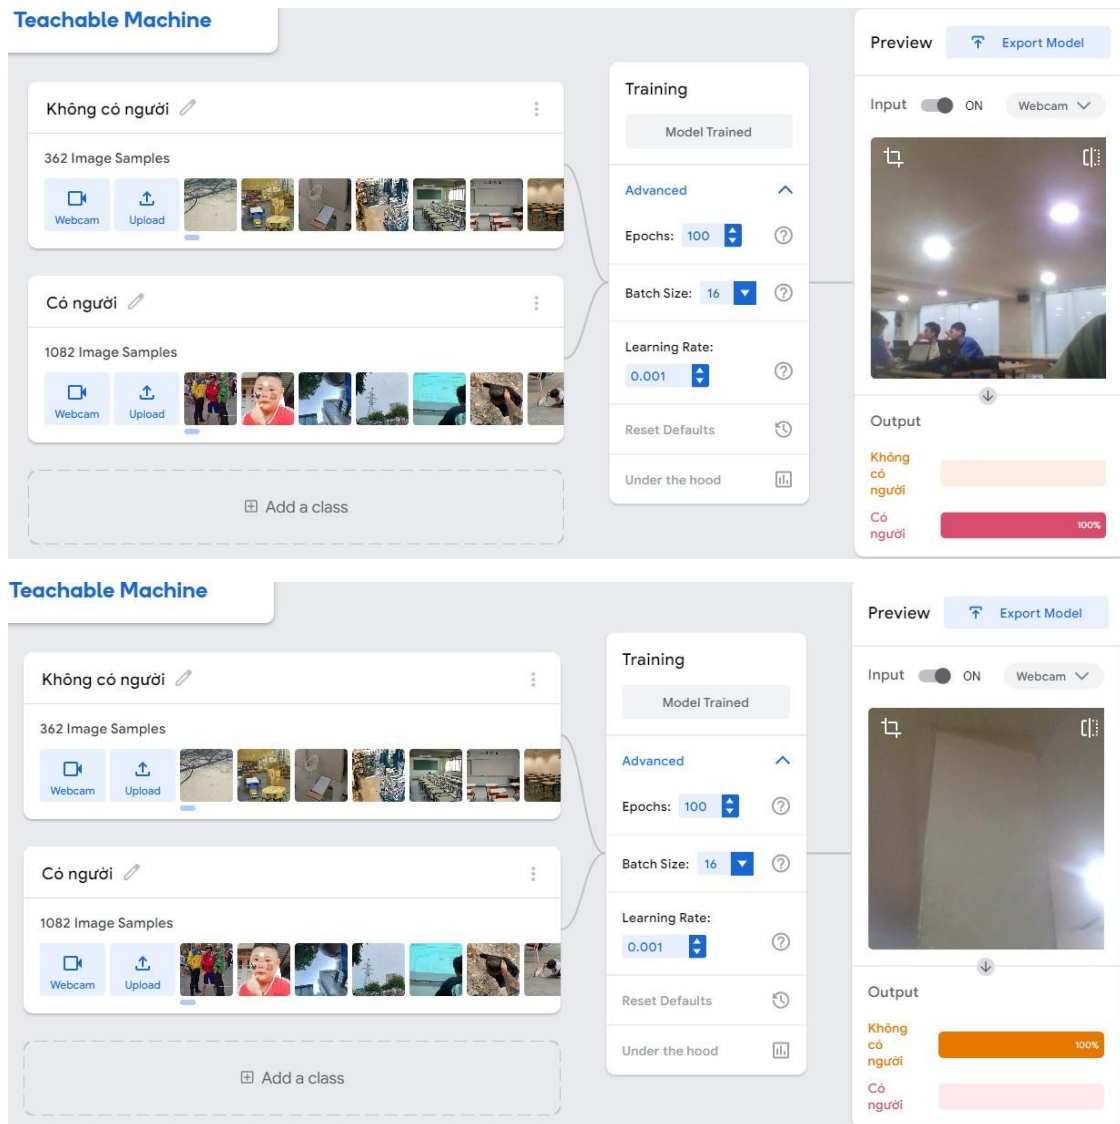 Teachable Machine
Không có người
362 Image Samples
Webcam
Upload
Có người
1082 Image Samples
Webcam
Upload
Add a class
Training
Model Trained
Advanced
Epochs: 100
Batch Size: 16
Learning Rate:
0.001
Reset Defaults
Under the hood
Preview
Export Model
Input ON Webcam
Output
Không
có
người
Có
người
100%
Teachable Machine
Không có người
362 Image Samples
Webcam
Upload
Có người
1082 Image Samples
Webcam
Upload
Add a class
Training
Model Trained
Advanced
Epochs: 100
Batch Size: 16
Learning Rate:
0.001
Reset Defaults
Under the hood
Preview
Export Model
Input ON Webcam
Output
Không
có
người
100%
Có
người